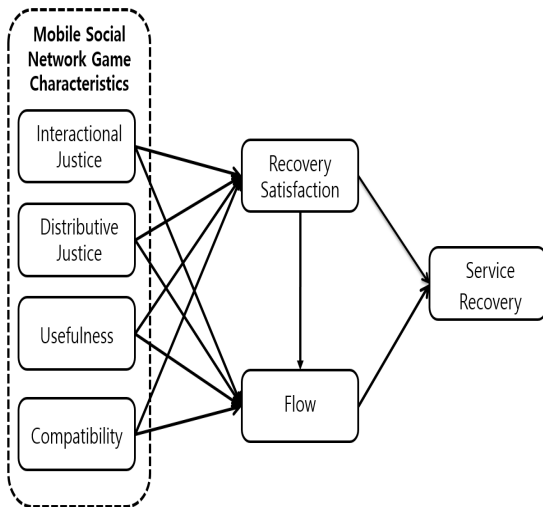 Mobile Social
Network Game
Characteristics
Interactional
Justice
Distributive
Justice
Usefulness
Compatibility
Recovery
Satisfaction
Flow
Service
Recovery